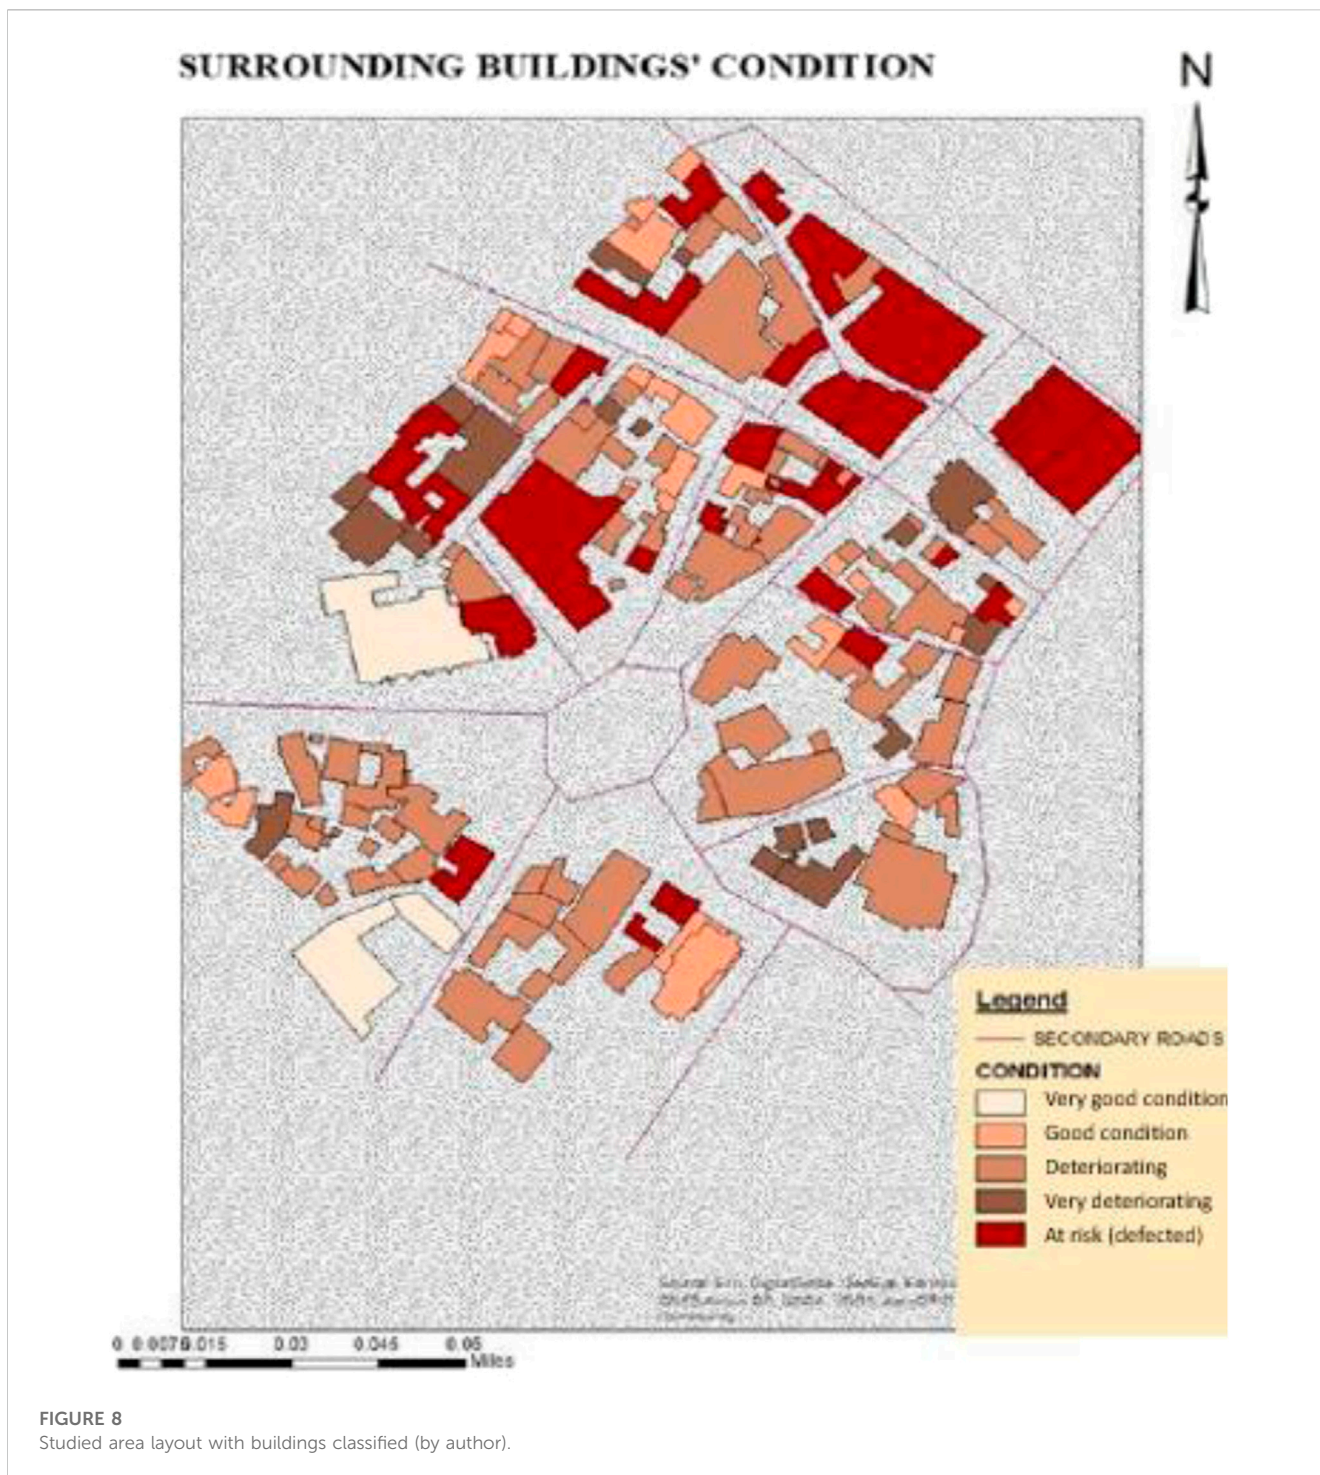 SURROUNDING BUILDINGS' CONDITION
N
Legend
SECONDARY ROADS
CONDITION
Very good condition
Good condition
Deteriorating
Very deteriorating
At risk (defected)
0 0.0075 0.015 0.03 0.045 0.06
Miles
FIGURE 8
Studied area layout with buildings classified (by author).